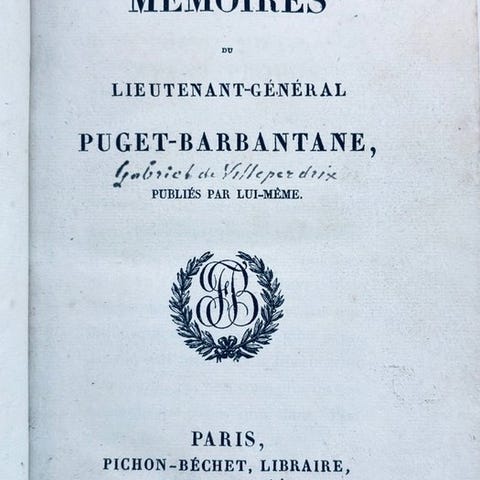 MÉMOIRES
DU
LIEUTENANT-GÉNÉRAL
PUGET-BARBANTANE,
Gabriel de Villeperdrix
PUBLIÉS PAR LUI-MÊME.
PARIS,
PICHON-BÉCHET, LIBRAIRE,